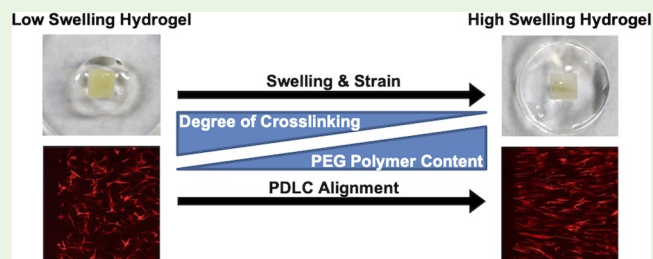 Low Swelling Hydrogel
High Swelling Hydrogel
Swelling & Strain
Degree of Crosslinking
PEG Polymer Content
PDLC Alignment